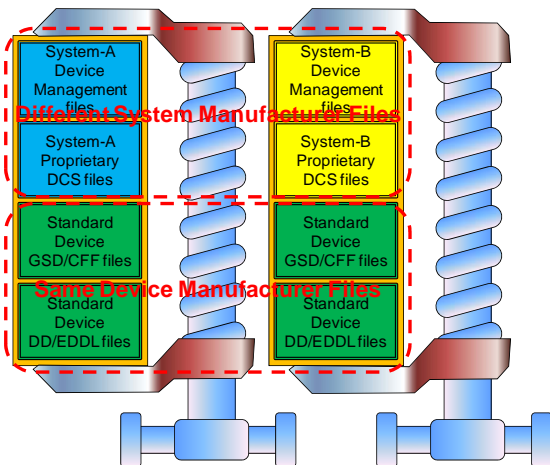 System-A
Device
Management
files
System-B
Device
Management
files
Different System Manufacturer Files
System-A
Proprietary
DCS files
System-B
Proprietary
DCS files
Standard
Device
GSD/CFF files
Standard
Device
GSD/CFF files
Same Device Manufacturer Files
Standard
Device
DD/EDDL files
Standard
Device
DD/EDDL files